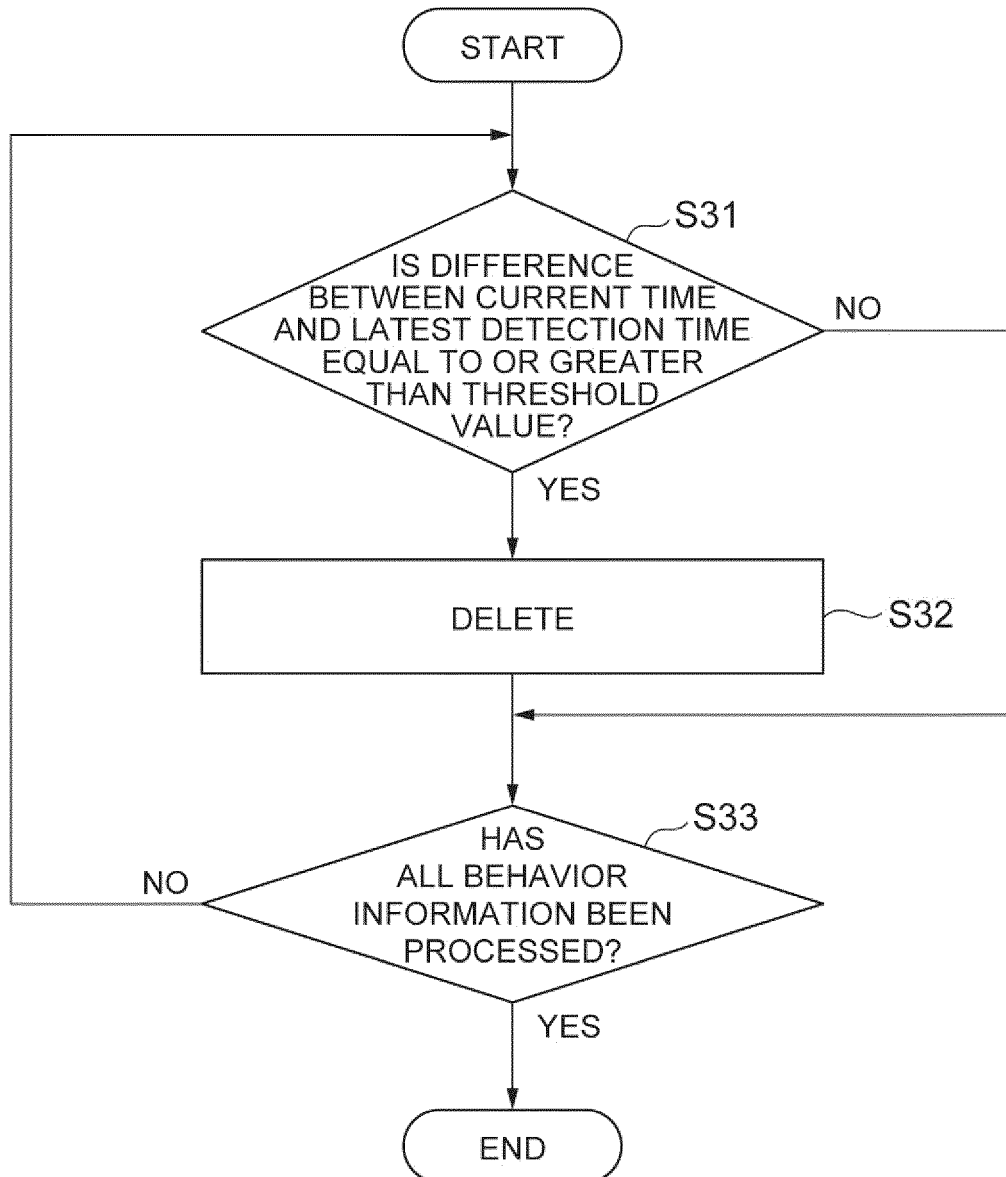 START
S31
IS DIFFERENCE
BETWEEN CURRENT TIME
AND LATEST DETECTION TIME
EQUAL TO OR GREATER
THAN THRESHOLD
VALUE?
NO
YES
DELETE
S32
S33
HAS
ALL BEHAVIOR
INFORMATION BEEN
PROCESSED?
NO
YES
END